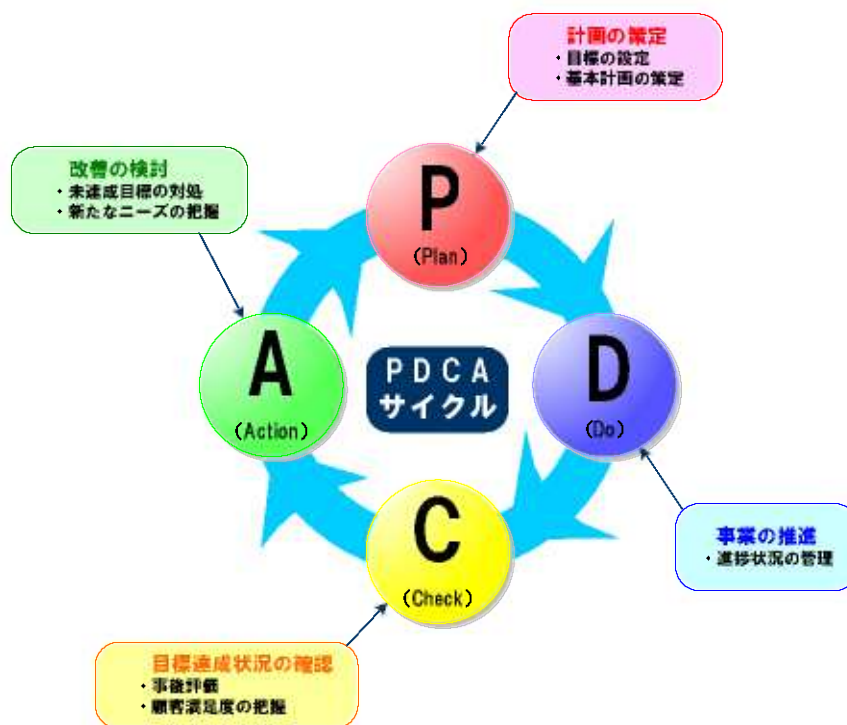 計画の策定
・目標の設定
・基本計画の策定
改善の検討
・未達成目標の対処
・新たなニーズの把握
P
(Plan)
A
(Action)
PDCA
サイクル
D
(Do)
C
(Check)
事業の推進
・進捗状況の管理
目標達成状況の確認
・事後評価
・顧客満足度の把握